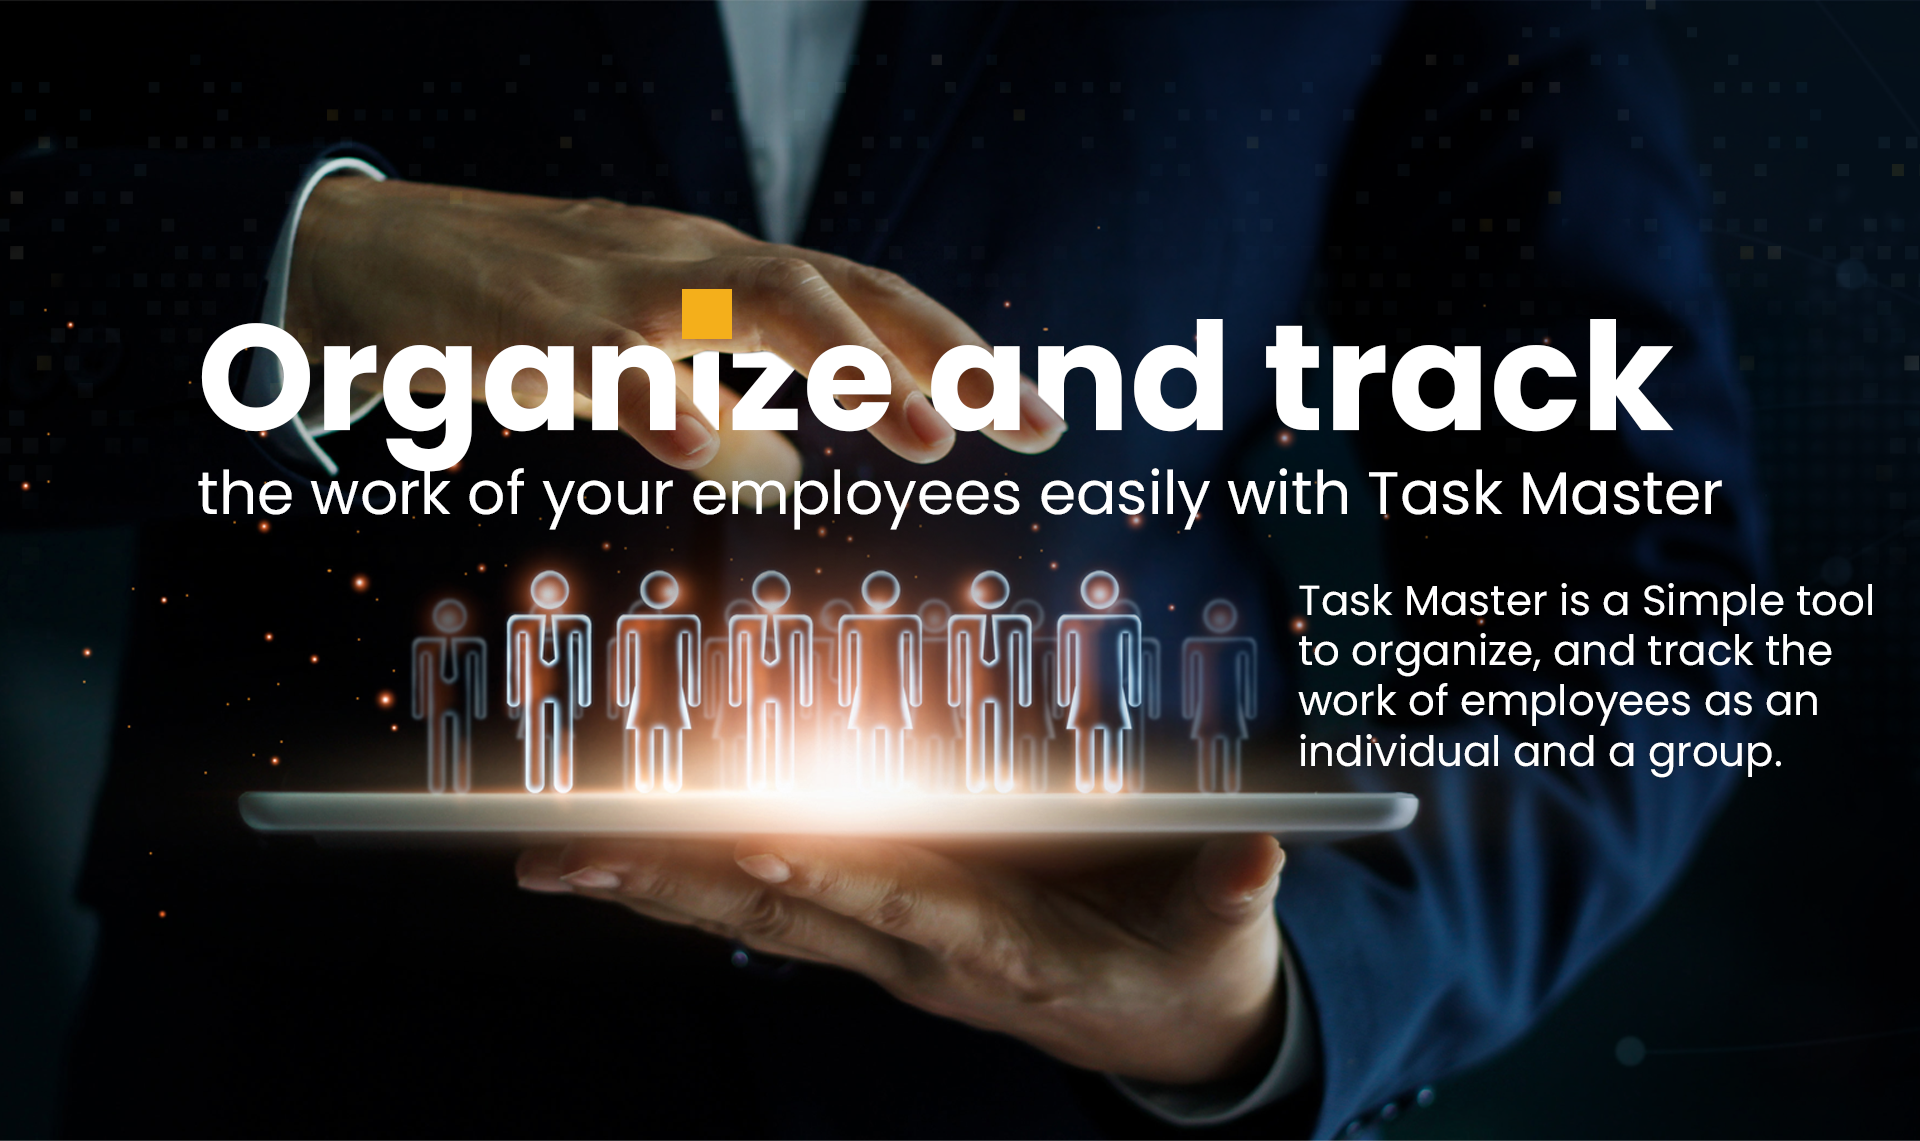 Organize and track
the work of your employees easily with Task Master
Task Master is a Simple tool
to organize, and track the
work of employees as an
individual and a group.